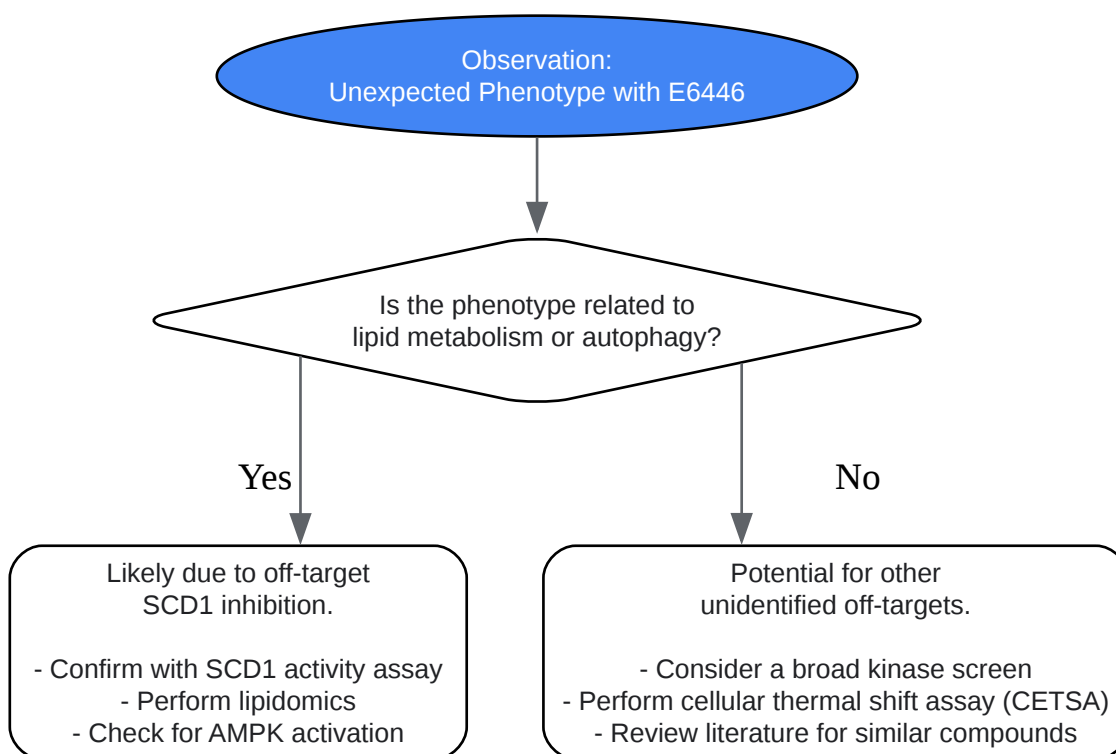 Observation:
Unexpected Phenotype with E6446
Is the phenotype related to
lipid metabolism or autophagy?
Yes
No
Likely due to off-target
SCD1 inhibition.
- Confirm with SCD1 activity assay
- Perform lipidomics
- Check for AMPK activation
Potential for other
unidentified off-targets.
- Consider a broad kinase screen
- Perform cellular thermal shift assay (CETSA)
- Review literature for similar compounds